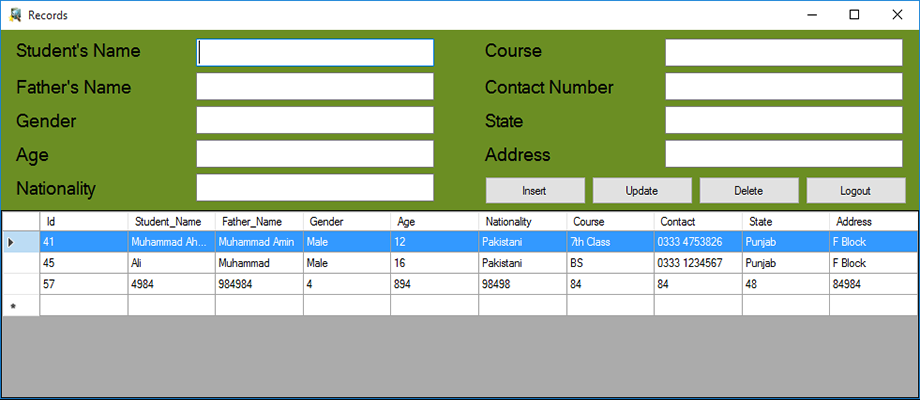 Records
Student's Name
Course
Father's Name
Contact Number
Gender
State
Age
Address
Nationality
Insert Update Delete Logout
Id Student_Name Father_Name Gender Age Nationality Course Contact State Address
41 Muhammad Ah... Muhammad Amin Male 12 Pakistani 7th Class 0333 4753826 Punjab F Block
45 Ali Muhammad Male 16 Pakistani BS 0333 1234567 Punjab F Block
57 4984 984984 4 894 98498 84 84 48 84984
*